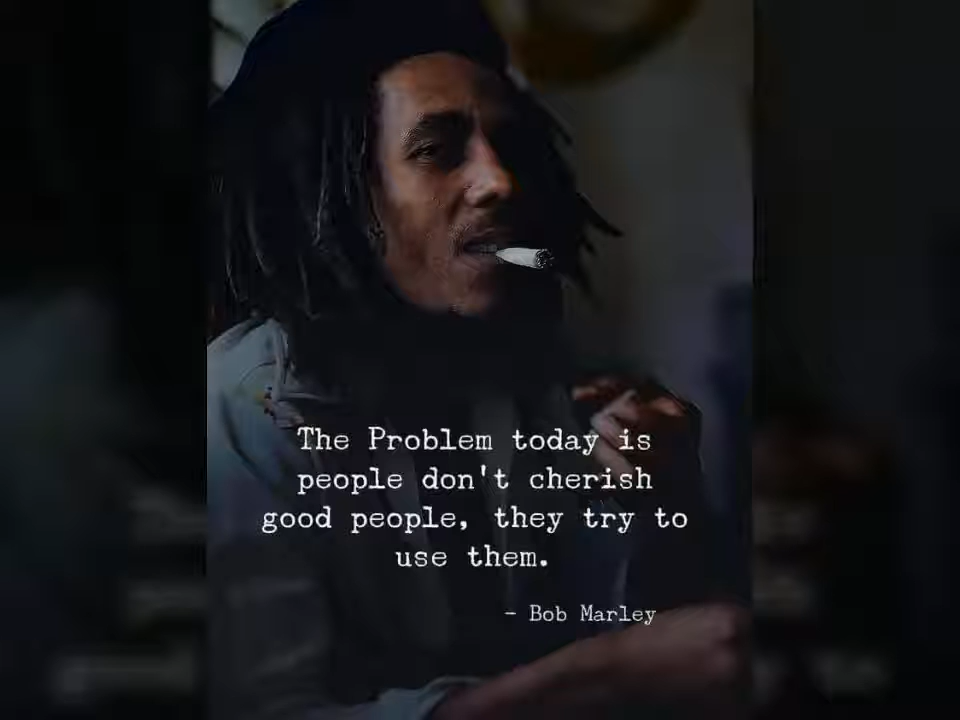 The Problem today is
people don't cherish
good people, they try to
use them.
- Bob Marley